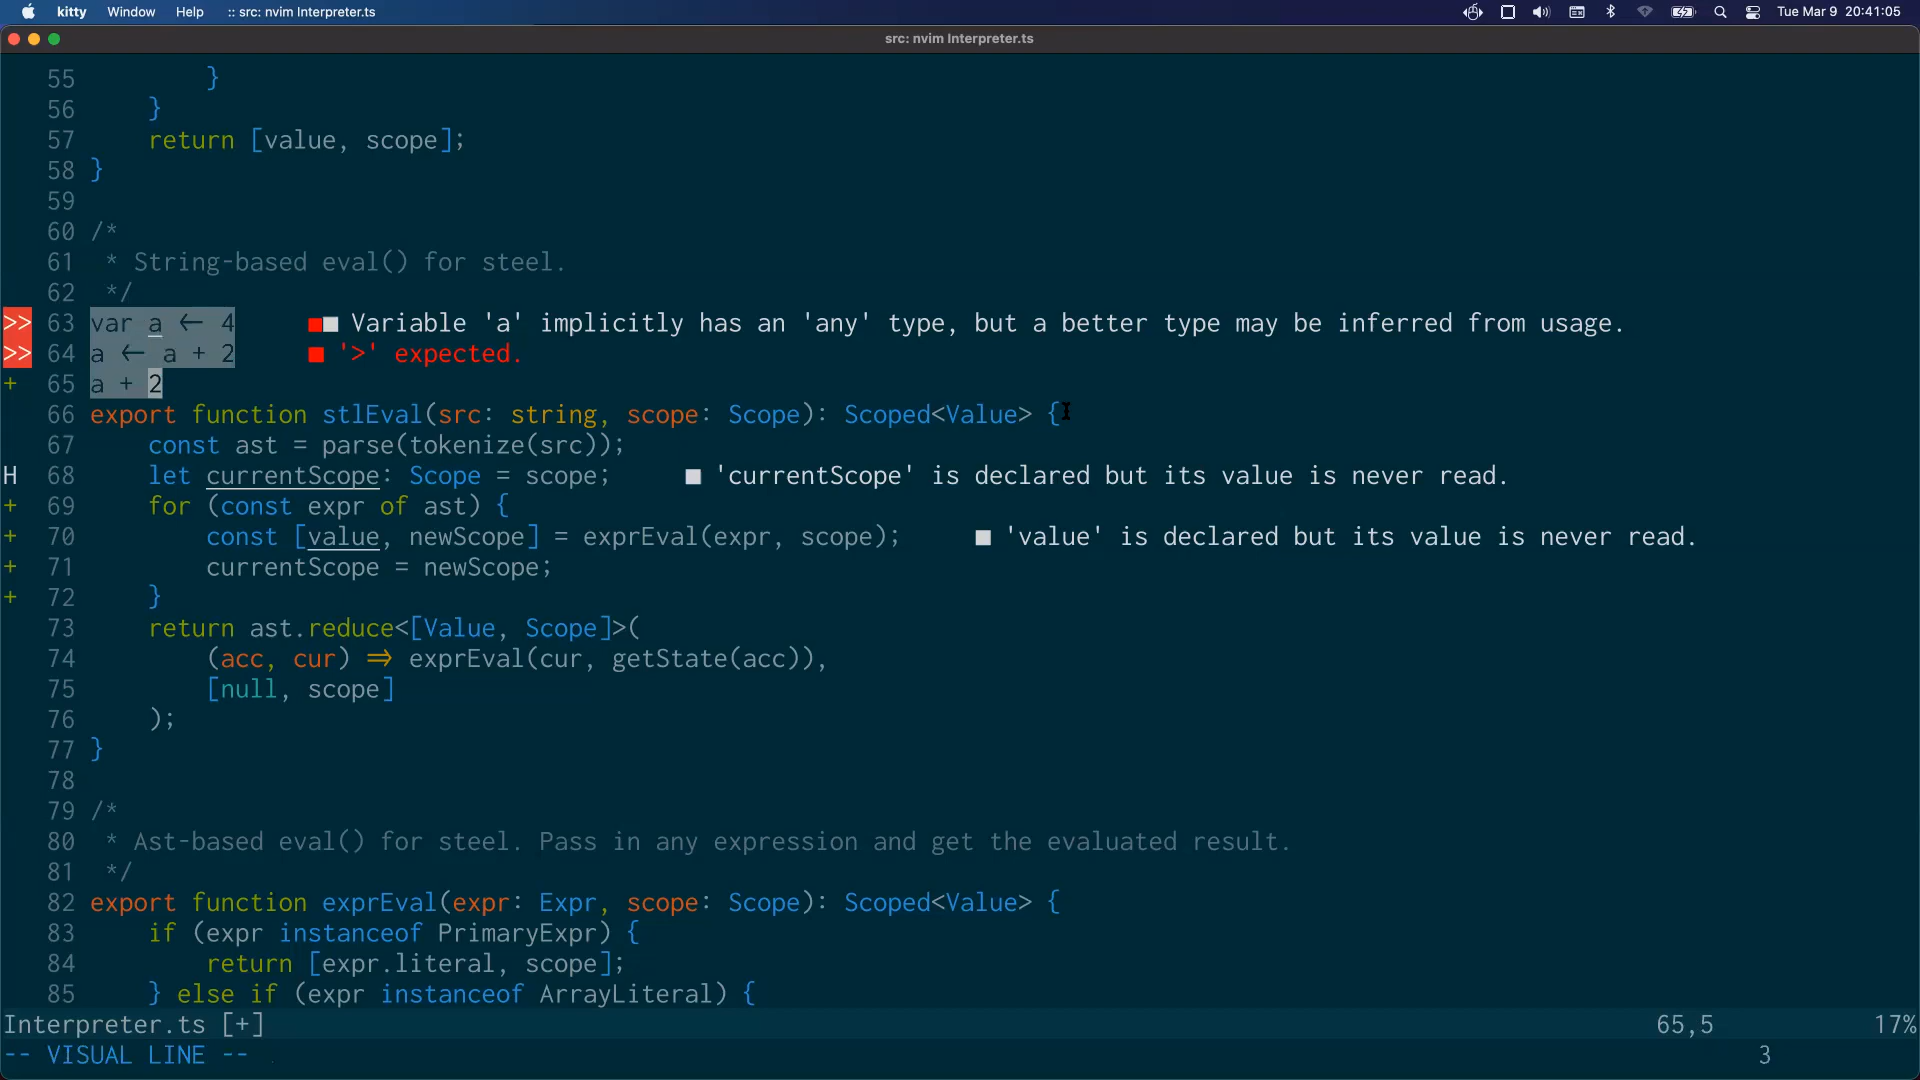 kitty Window Help :: src: nvim Interpreter.ts Tue Mar 9 20:41:05
src: nvim Interpreter.ts
55         }
56     }
57     return [value, scope];
58 }
59
60 /*
61  * String-based eval() for steel.
62  */
>> 63 var a ← 4 ■■ Variable 'a' implicitly has an 'any' type, but a better type may be inferred from usage.
>> 64 a ← a + 2 ■ '>' expected.
+ 65 a + 2
66 export function stlEval(src: string, scope: Scope): Scoped<Value> {
67     const ast = parse(tokenize(src));
H 68     let currentScope: Scope = scope; ■ 'currentScope' is declared but its value is never read.
+ 69     for (const expr of ast) {
+ 70         const [value, newScope] = exprEval(expr, scope); ■ 'value' is declared but its value is never read.
+ 71         currentScope = newScope;
+ 72     }
73     return ast.reduce<[Value, Scope]>(
74         (acc, cur) ⇒ exprEval(cur, getState(acc)),
75         [null, scope]
76     );
77 }
78
79 /*
80  * Ast-based eval() for steel. Pass in any expression and get the evaluated result.
81  */
82 export function exprEval(expr: Expr, scope: Scope): Scoped<Value> {
83     if (expr instanceof PrimaryExpr) {
84         return [expr.literal, scope];
85     } else if (expr instanceof ArrayLiteral) {
Interpreter.ts [+] 65,5 17%
-- VISUAL LINE -- 3